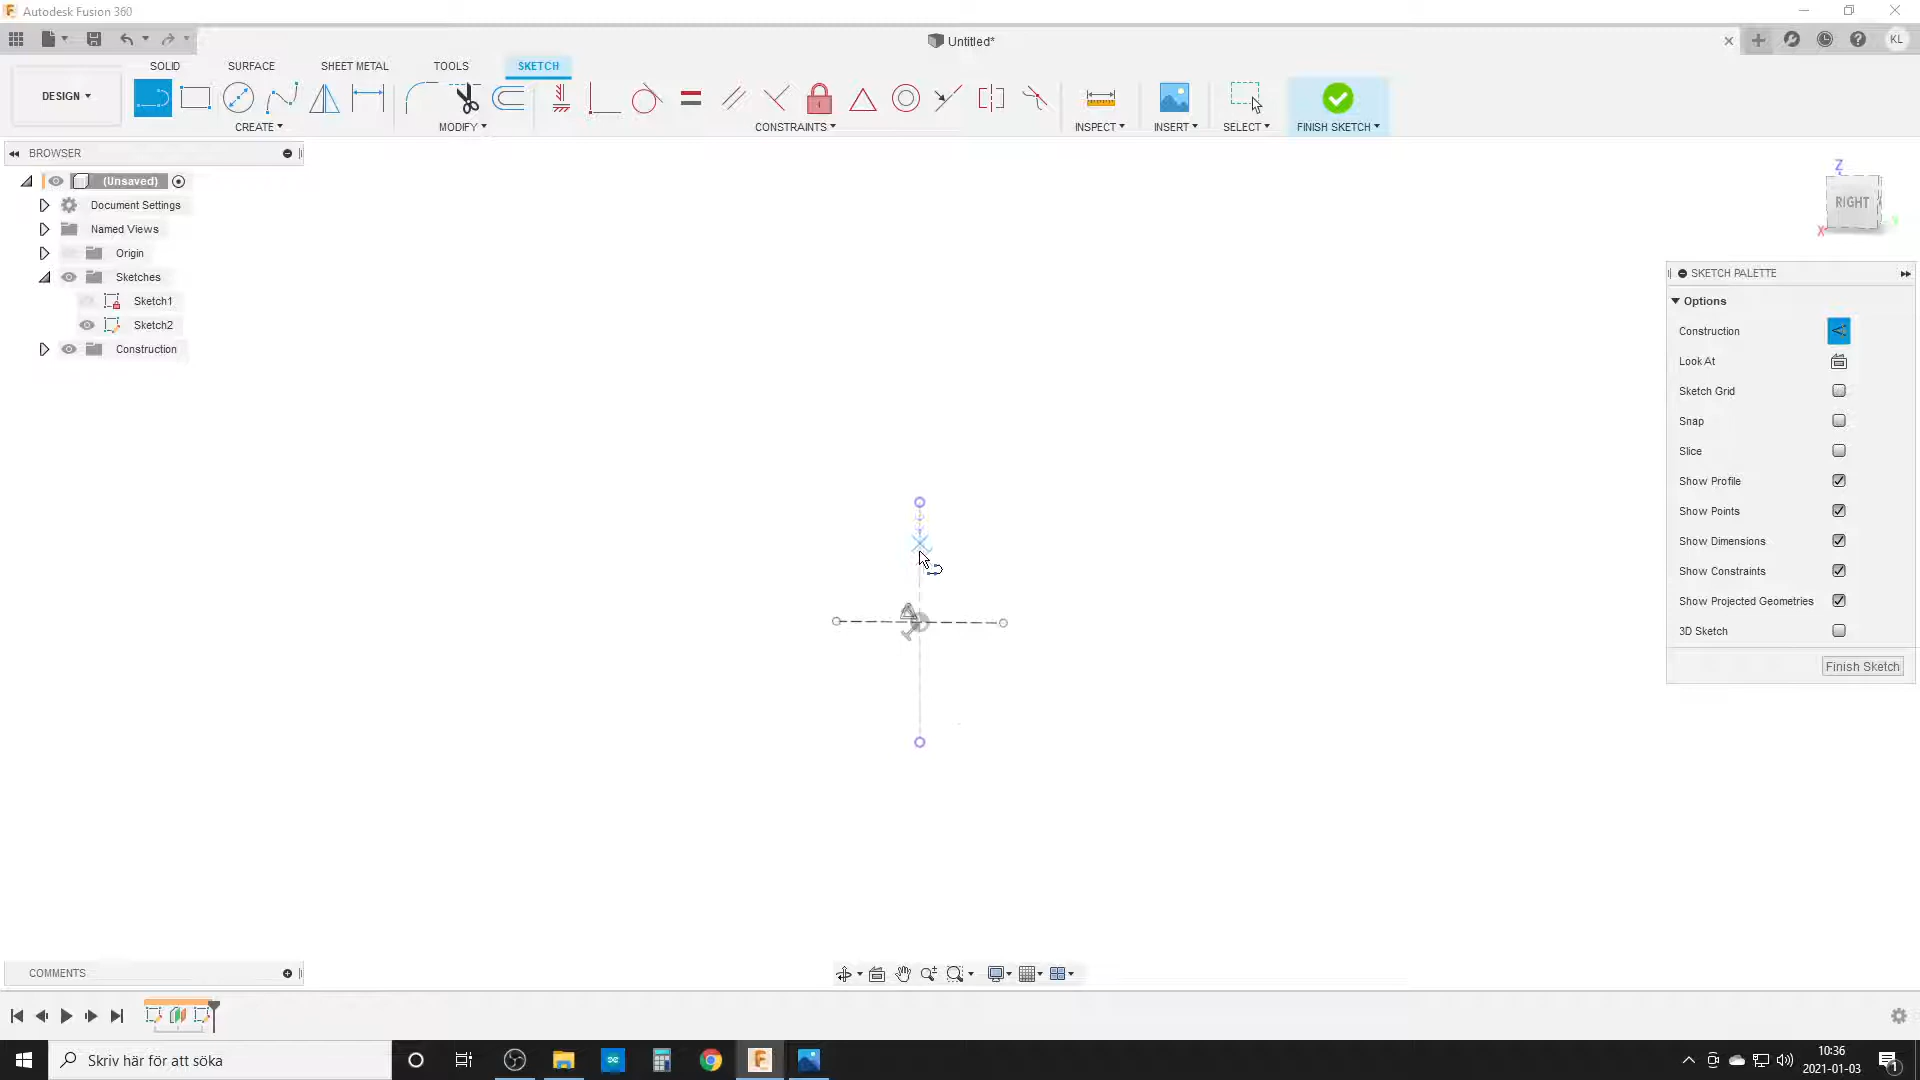 Autodesk Fusion 360
Untitled*
KL
SOLID
SURFACE
SHEET METAL
TOOLS
SKETCH
DESIGN
CREATE
MODIFY
CONSTRAINTS
INSPECT
INSERT
SELECT
FINISH SKETCH
BROWSER
(Unsaved)
Document Settings
Named Views
Origin
Sketches
Sketch1
Sketch2
Construction
Z
RIGHT
X
Y
SKETCH PALETTE
Options
Construction
Look At
Sketch Grid
Snap
Slice
Show Profile
Show Points
Show Dimensions
Show Constraints
Show Projected Geometries
3D Sketch
Finish Sketch
COMMENTS
Skriv här för att söka
10:36
2021-01-03
1